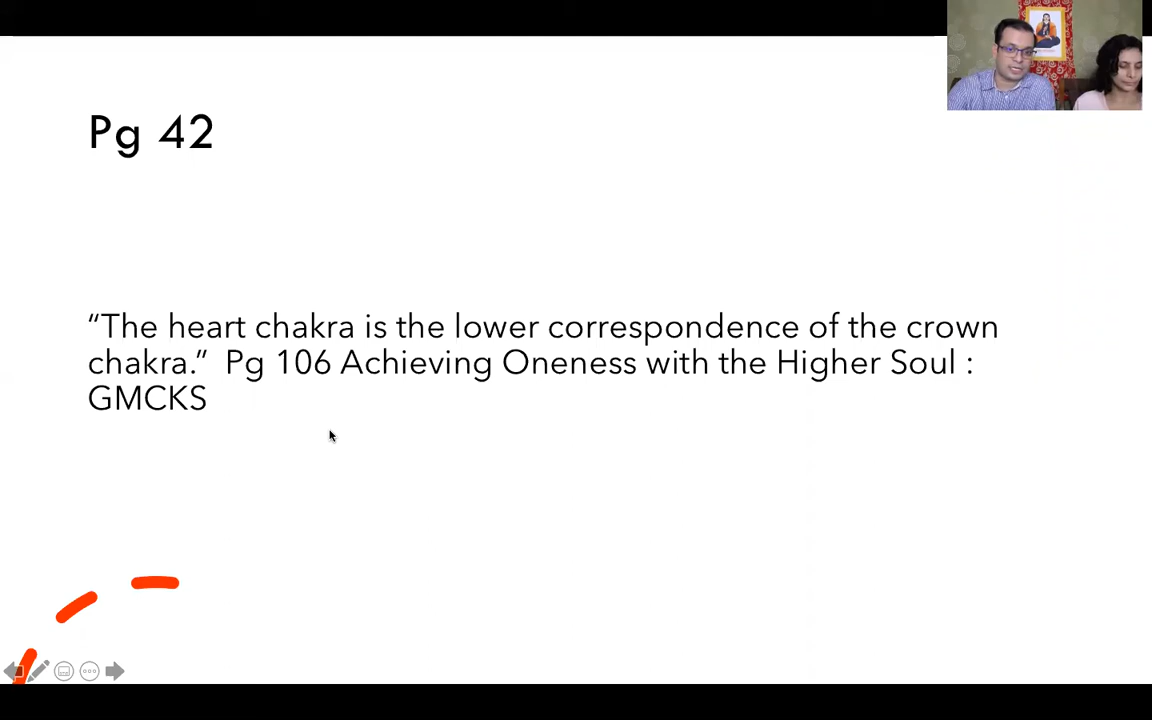 Pg 42
“The heart chakra is the lower correspondence of the crown
chakra.”  Pg 106 Achieving Oneness with the Higher Soul :
GMCKS